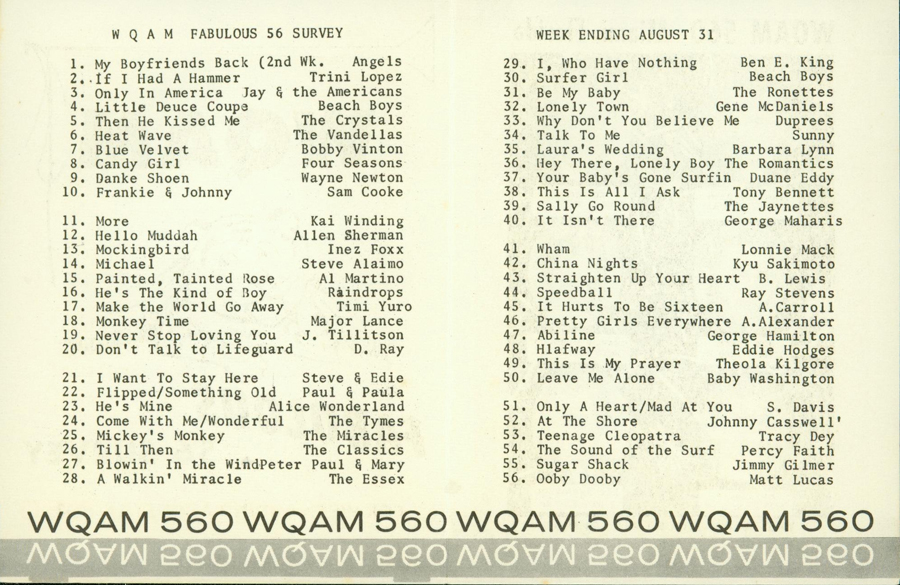 W Q A M FABULOUS 56 SURVEY
1. My Boyfriends Back (2nd Wk. Angels
2. If I Had A Hammer Trini Lopez
3. Only In America Jay & the Americans
4. Little Deuce Coupe Beach Boys
5. Then He Kissed Me The Crystals
6. Heat Wave The Vandellas
7. Blue Velvet Bobby Vinton
8. Candy Girl Four Seasons
9. Danke Shoen Wayne Newton
10. Frankie & Johnny Sam Cooke
11. More Kai Winding
12. Hello Muddah Allen Sherman
13. Mockingbird Inez Foxx
14. Michael Steve Alaimo
15. Painted, Tainted Rose Al Martino
16. He's The Kind of Boy Raindrops
17. Make the World Go Away Timi Yuro
18. Monkey Time Major Lance
19. Never Stop Loving You J. Tillitson
20. Don't Talk to Lifeguard D. Ray
21. I Want To Stay Here Steve & Edie
22. Flipped/Something Old Paul & Paula
23. He's Mine Alice Wonderland
24. Come With Me/Wonderful The Tymes
25. Mickey's Monkey The Miracles
26. Till Then The Classics
27. Blowin' In the WindPeter Paul & Mary
28. A Walkin' Miracle The Essex
WEEK ENDING AUGUST 31
29. I, Who Have Nothing Ben E. King
30. Surfer Girl Beach Boys
31. Be My Baby The Ronettes
32. Lonely Town Gene McDaniels
33. Why Don't You Believe Me Duprees
34. Talk To Me Sunny
35. Laura's Wedding Barbara Lynn
36. Hey There, Lonely Boy The Romantics
37. Your Baby's Gone Surfin Duane Eddy
38. This Is All I Ask Tony Bennett
39. Sally Go Round The Jaynettes
40. It Isn't There George Maharis
41. Wham Lonnie Mack
42. China Nights Kyu Sakimoto
43. Straighten Up Your Heart B. Lewis
44. Speedball Ray Stevens
45. It Hurts To Be Sixteen A.Carroll
46. Pretty Girls Everywhere A.Alexander
47. Abiline George Hamilton
48. Hlafway Eddie Hodges
49. This Is My Prayer Theola Kilgore
50. Leave Me Alone Baby Washington
51. Only A Heart/Mad At You S. Davis
52. At The Shore Johnny Casswell'
53. Teenage Cleopatra Tracy Dey
54. The Sound of the Surf Percy Faith
55. Sugar Shack Jimmy Gilmer
56. Ooby Dooby Matt Lucas
WQAM 560 WQAM 560 WQAM 560 WQAM 560
WQAM 560 WQAM 560 WQAM 560 WQAM 560